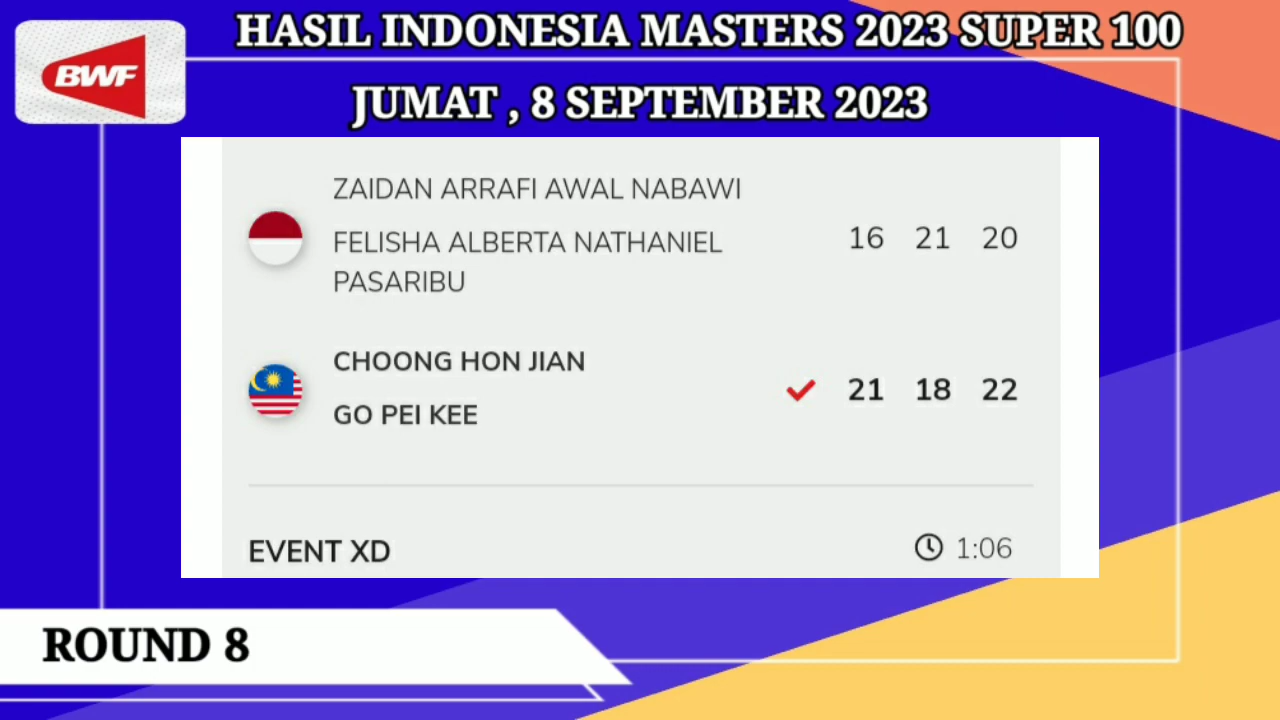 HASIL INDONESIA MASTERS 2023 SUPER 100
BWF
JUMAT , 8 SEPTEMBER 2023
ZAIDAN ARRAFI AWAL NABAWI
FELISHA ALBERTA NATHANIEL
PASARIBU
16 21 20
CHOONG HON JIAN
GO PEI KEE
21 18 22
EVENT XD
1:06
ROUND 8